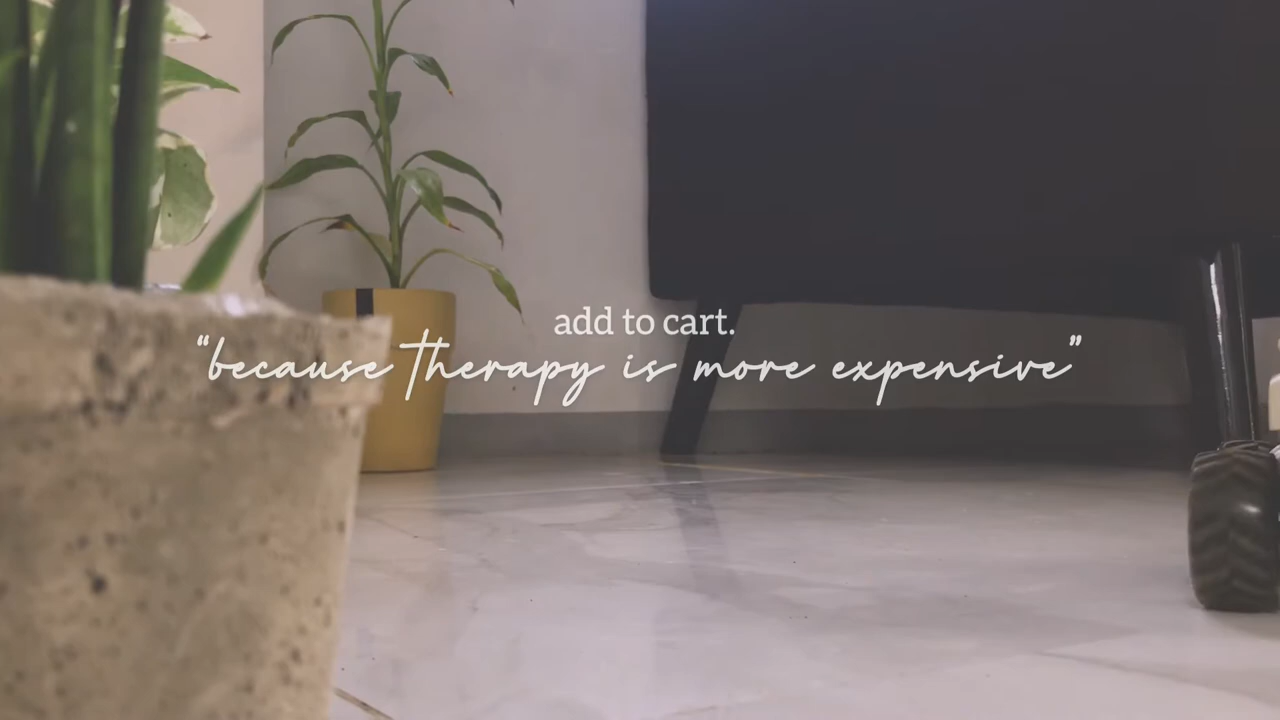 add to cart.
“because therapy is more expensive”